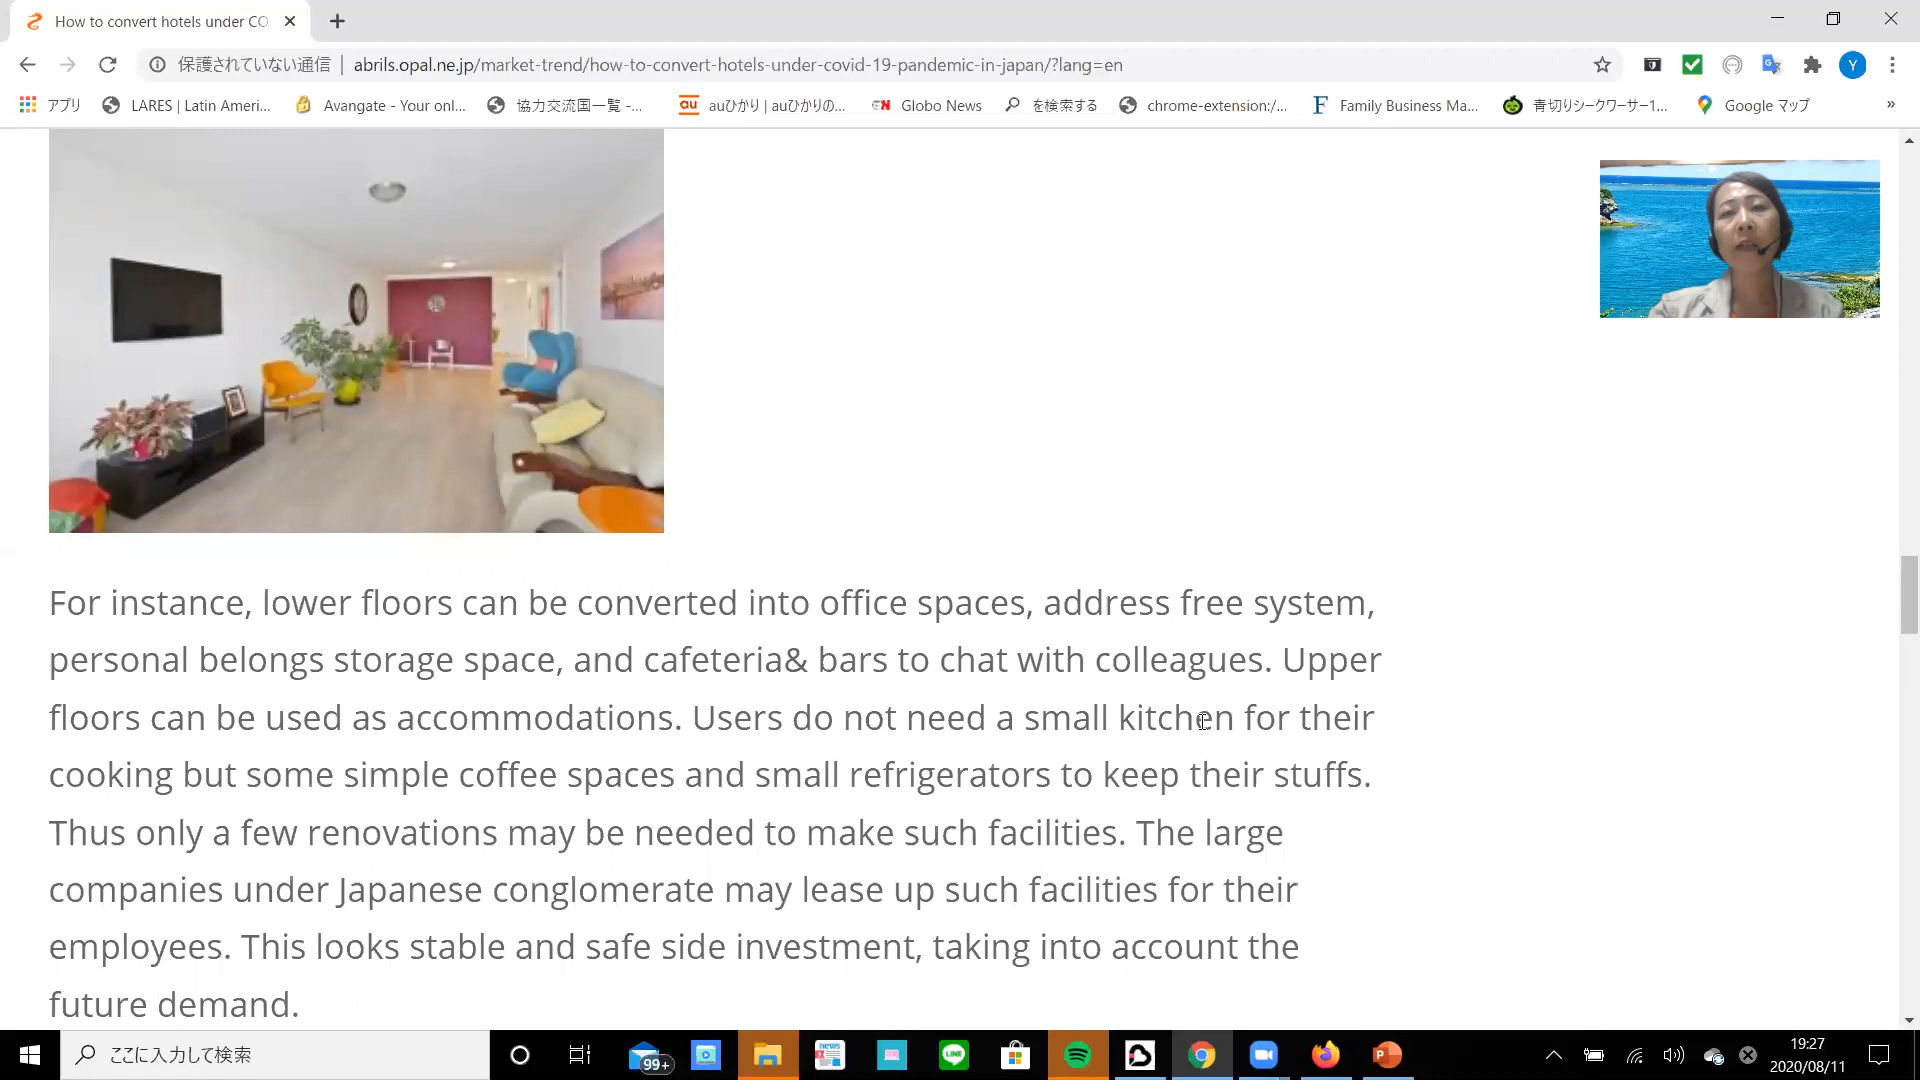 How to convert hotels under CO
保護されていない通信
abrils.opal.ne.jp/market-trend/how-to-convert-hotels-under-covid-19-pandemic-in-japan/?lang=en
Y
アプリ
LARES | Latin Ameri...
Avangate - Your onl...
協力交流国一覧 -...
au
auひかり | auひかりの...
Globo News
を検索する
chrome-extension:/...
F
Family Business Ma...
青切りシークワーサー1...
Google マップ
»
For instance, lower floors can be converted into office spaces, address free system,
personal belongs storage space, and cafeteria& bars to chat with colleagues. Upper
floors can be used as accommodations. Users do not need a small kitchen for their
cooking but some simple coffee spaces and small refrigerators to keep their stuffs.
Thus only a few renovations may be needed to make such facilities. The large
companies under Japanese conglomerate may lease up such facilities for their
employees. This looks stable and safe side investment, taking into account the
future demand.
ここに入力して検索
99+
news
LINE
P
19:27
2020/08/11